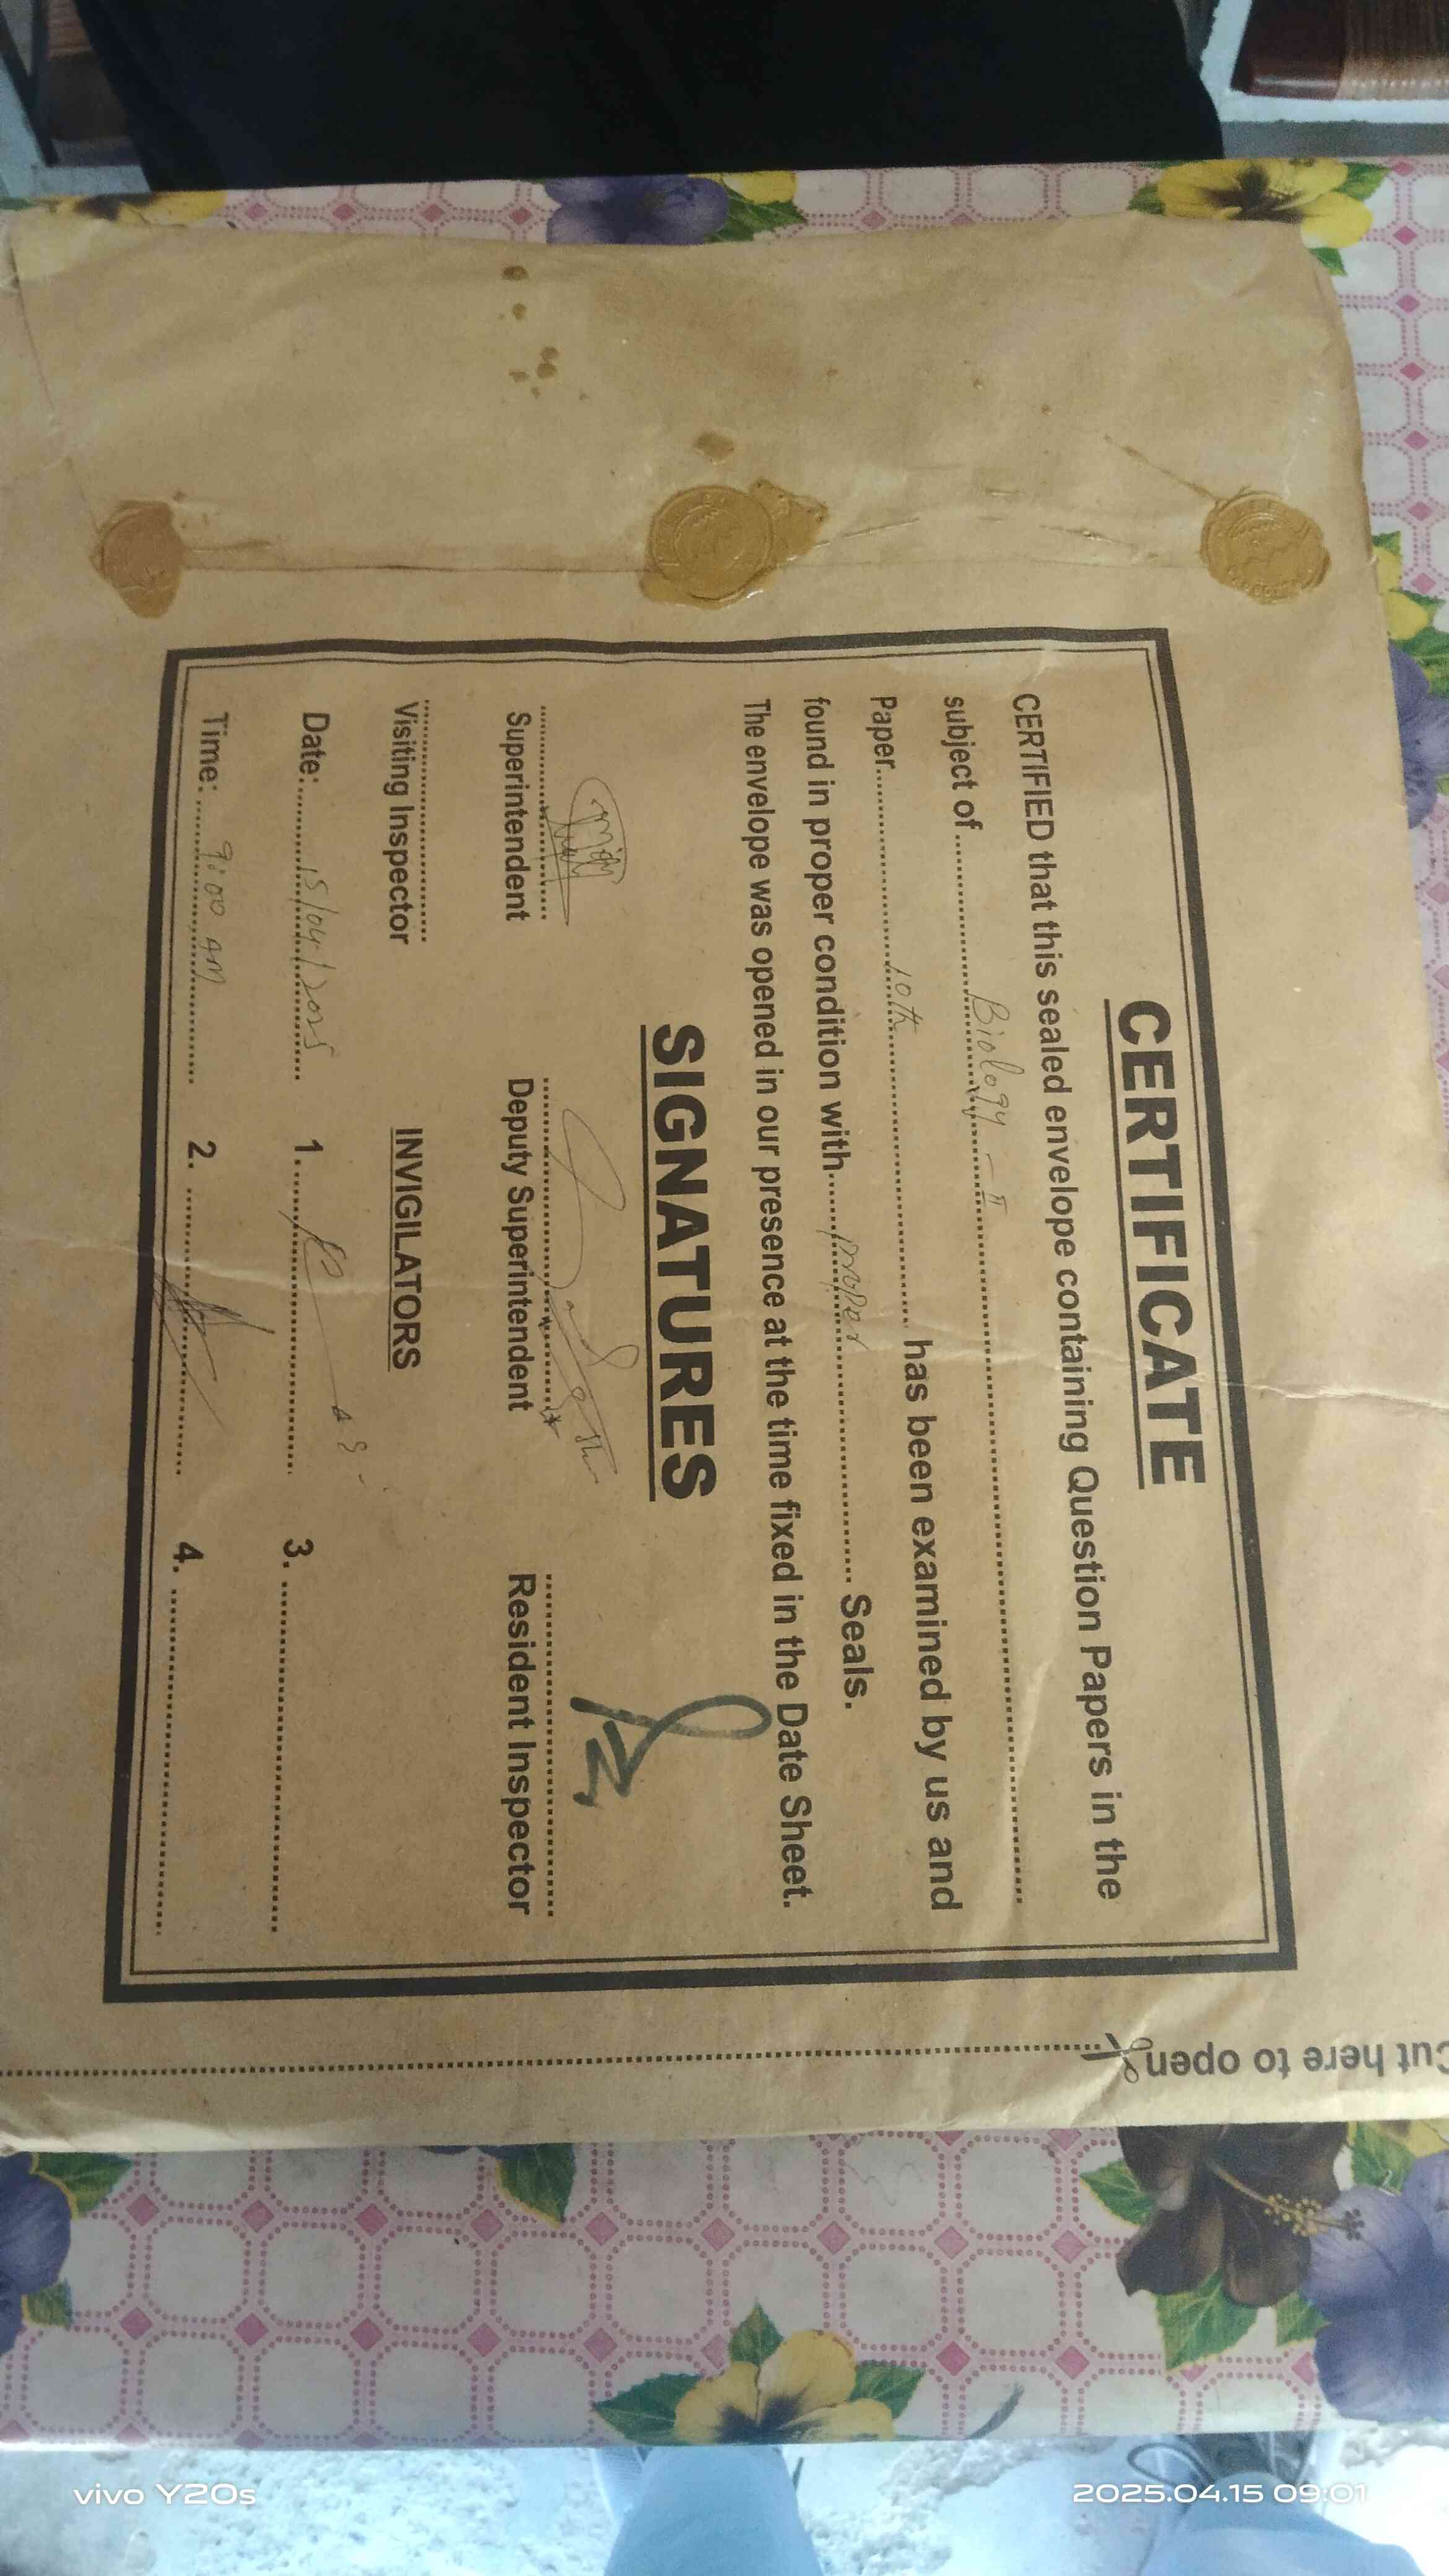 CERTIFICATE
CERTIFIED that this sealed envelope containing Question Papers in the
subject of ........ Biology - II ........
Paper ........ 10th ........ has been examined by us and
found in proper condition with ........ proper ........ Seals.
The envelope was opened in our presence at the time fixed in the Date Sheet.
SIGNATURES
Superintendent Deputy Superintendent Resident Inspector
Visiting Inspector INVIGILATORS
Date: ........ 15/04/2025 ........ 1. ........ 3. ........
Time: ........ 9:00 AM ........ 2. ........ 4. ........
Cut here to open
vivo Y20s
2025.04.15 09:01